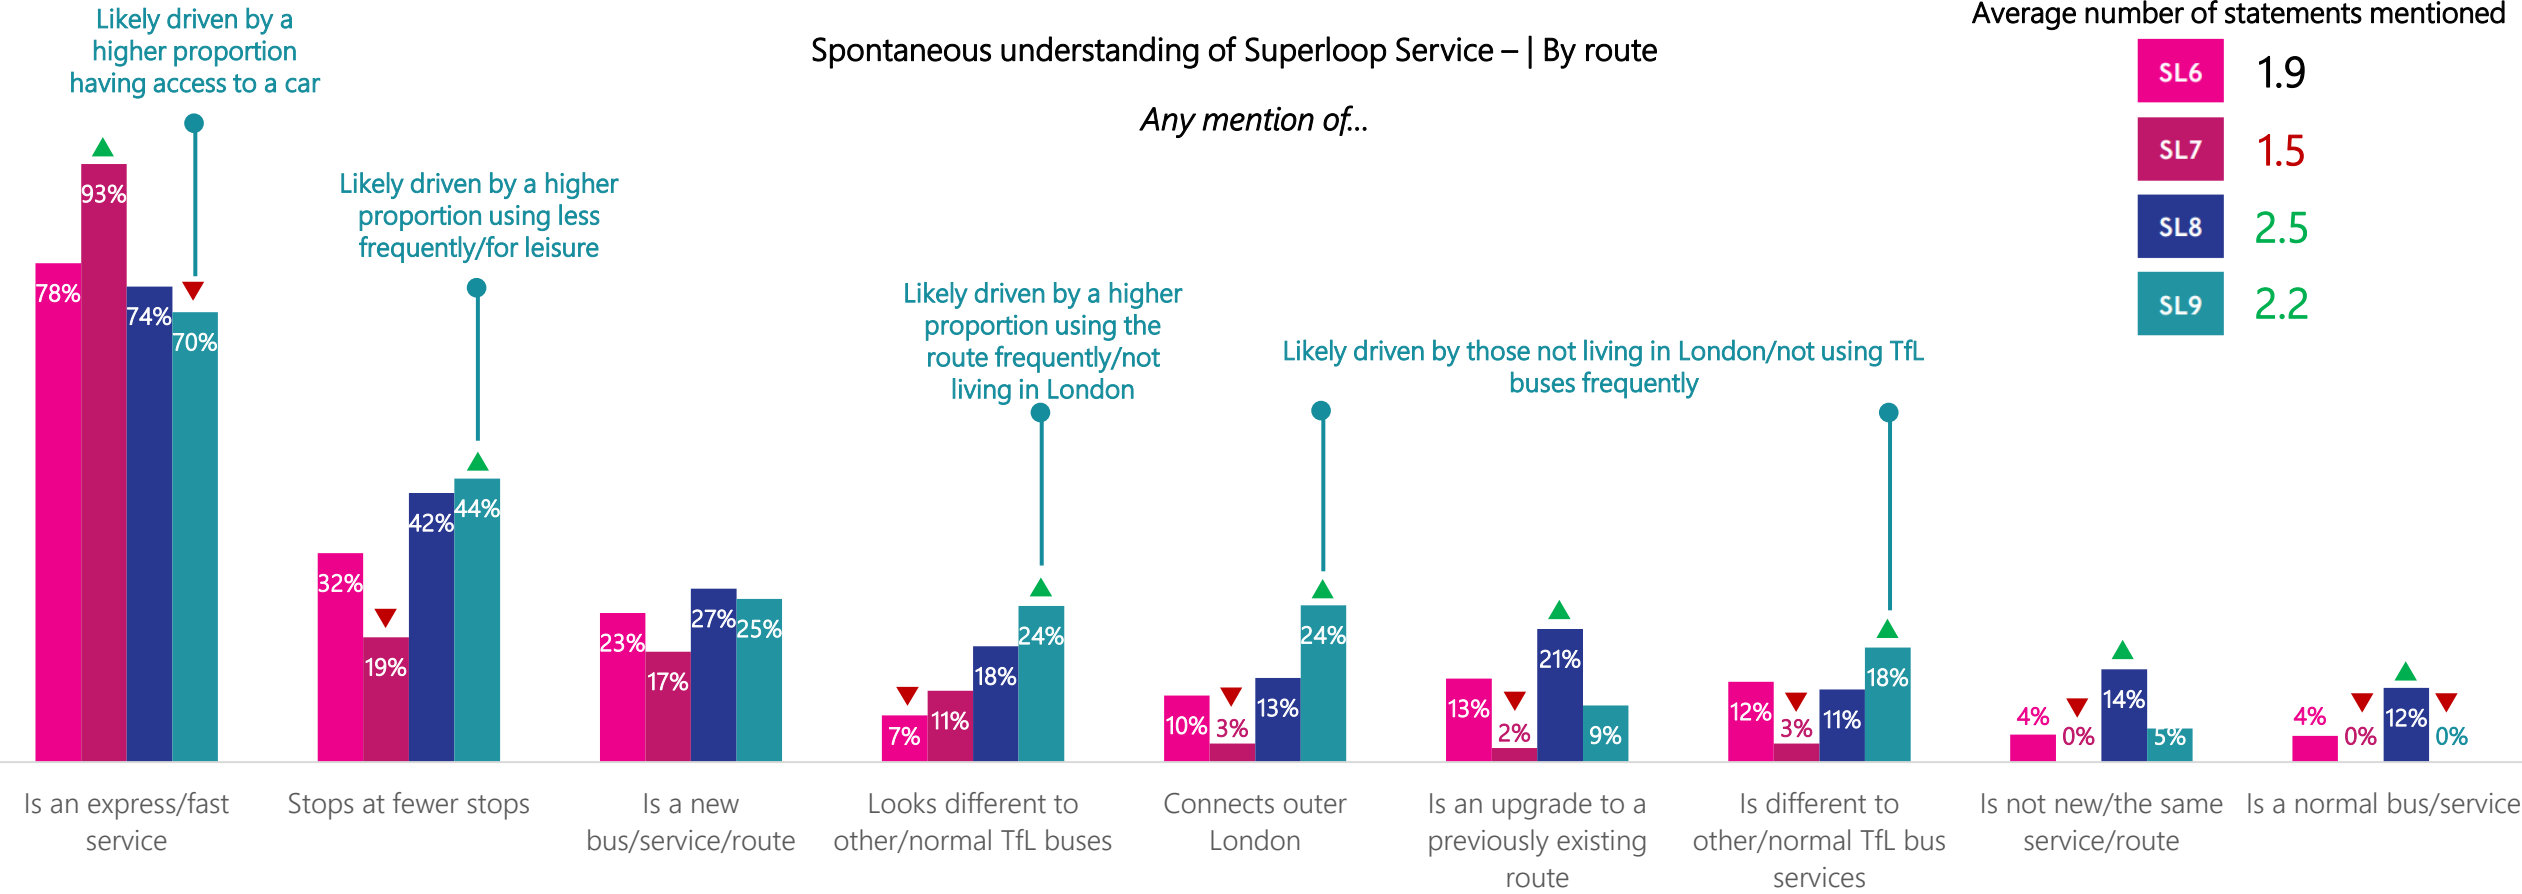 Spontaneous understanding of Superloop Service – | By route
Any mention of...
Average number of statements mentioned
SL6 1.9
SL7 1.5
SL8 2.5
SL9 2.2
Likely driven by a
higher proportion
having access to a car
Likely driven by a higher
proportion using less
frequently/for leisure
Likely driven by a higher
proportion using the
route frequently/not
living in London
Likely driven by those not living in London/not using TfL
buses frequently
78% 93% 74% 70%
32% 19% 42% 44%
23% 17% 27% 25%
7% 11% 18% 24%
10% 3% 13% 24%
13% 2% 21% 9%
12% 3% 11% 18%
4% 0% 14% 5%
4% 0% 12% 0%
Is an express/fast
service
Stops at fewer stops
Is a new
bus/service/route
Looks different to
other/normal TfL buses
Connects outer
London
Is an upgrade to a
previously existing
route
Is different to
other/normal TfL bus
services
Is not new/the same
service/route
Is a normal bus/service